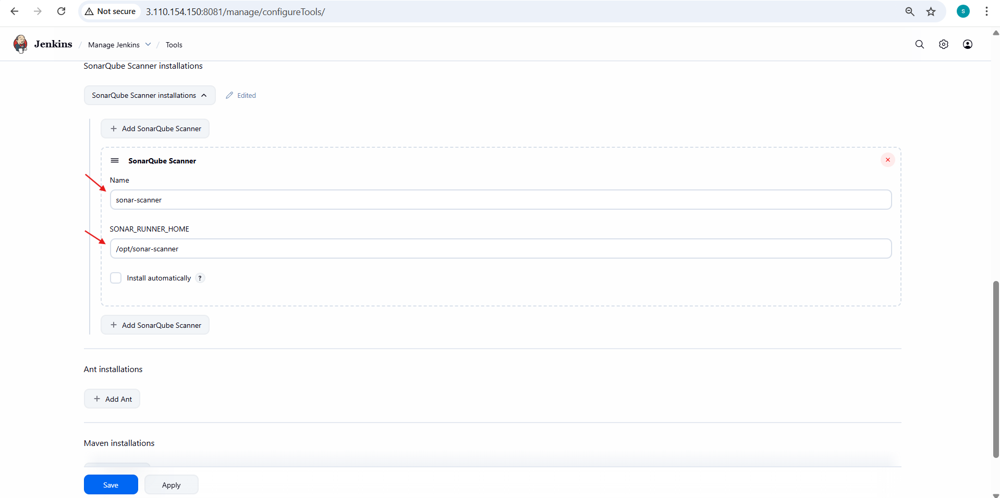 Not secure 3.110.154.150:8081/manage/configureTools/
S
Jenkins / Manage Jenkins / Tools
SonarQube Scanner installations
SonarQube Scanner installations Edited
+ Add SonarQube Scanner
SonarQube Scanner
Name
sonar-scanner
SONAR_RUNNER_HOME
/opt/sonar-scanner
Install automatically ?
+ Add SonarQube Scanner
Ant installations
+ Add Ant
Maven installations
Save Apply